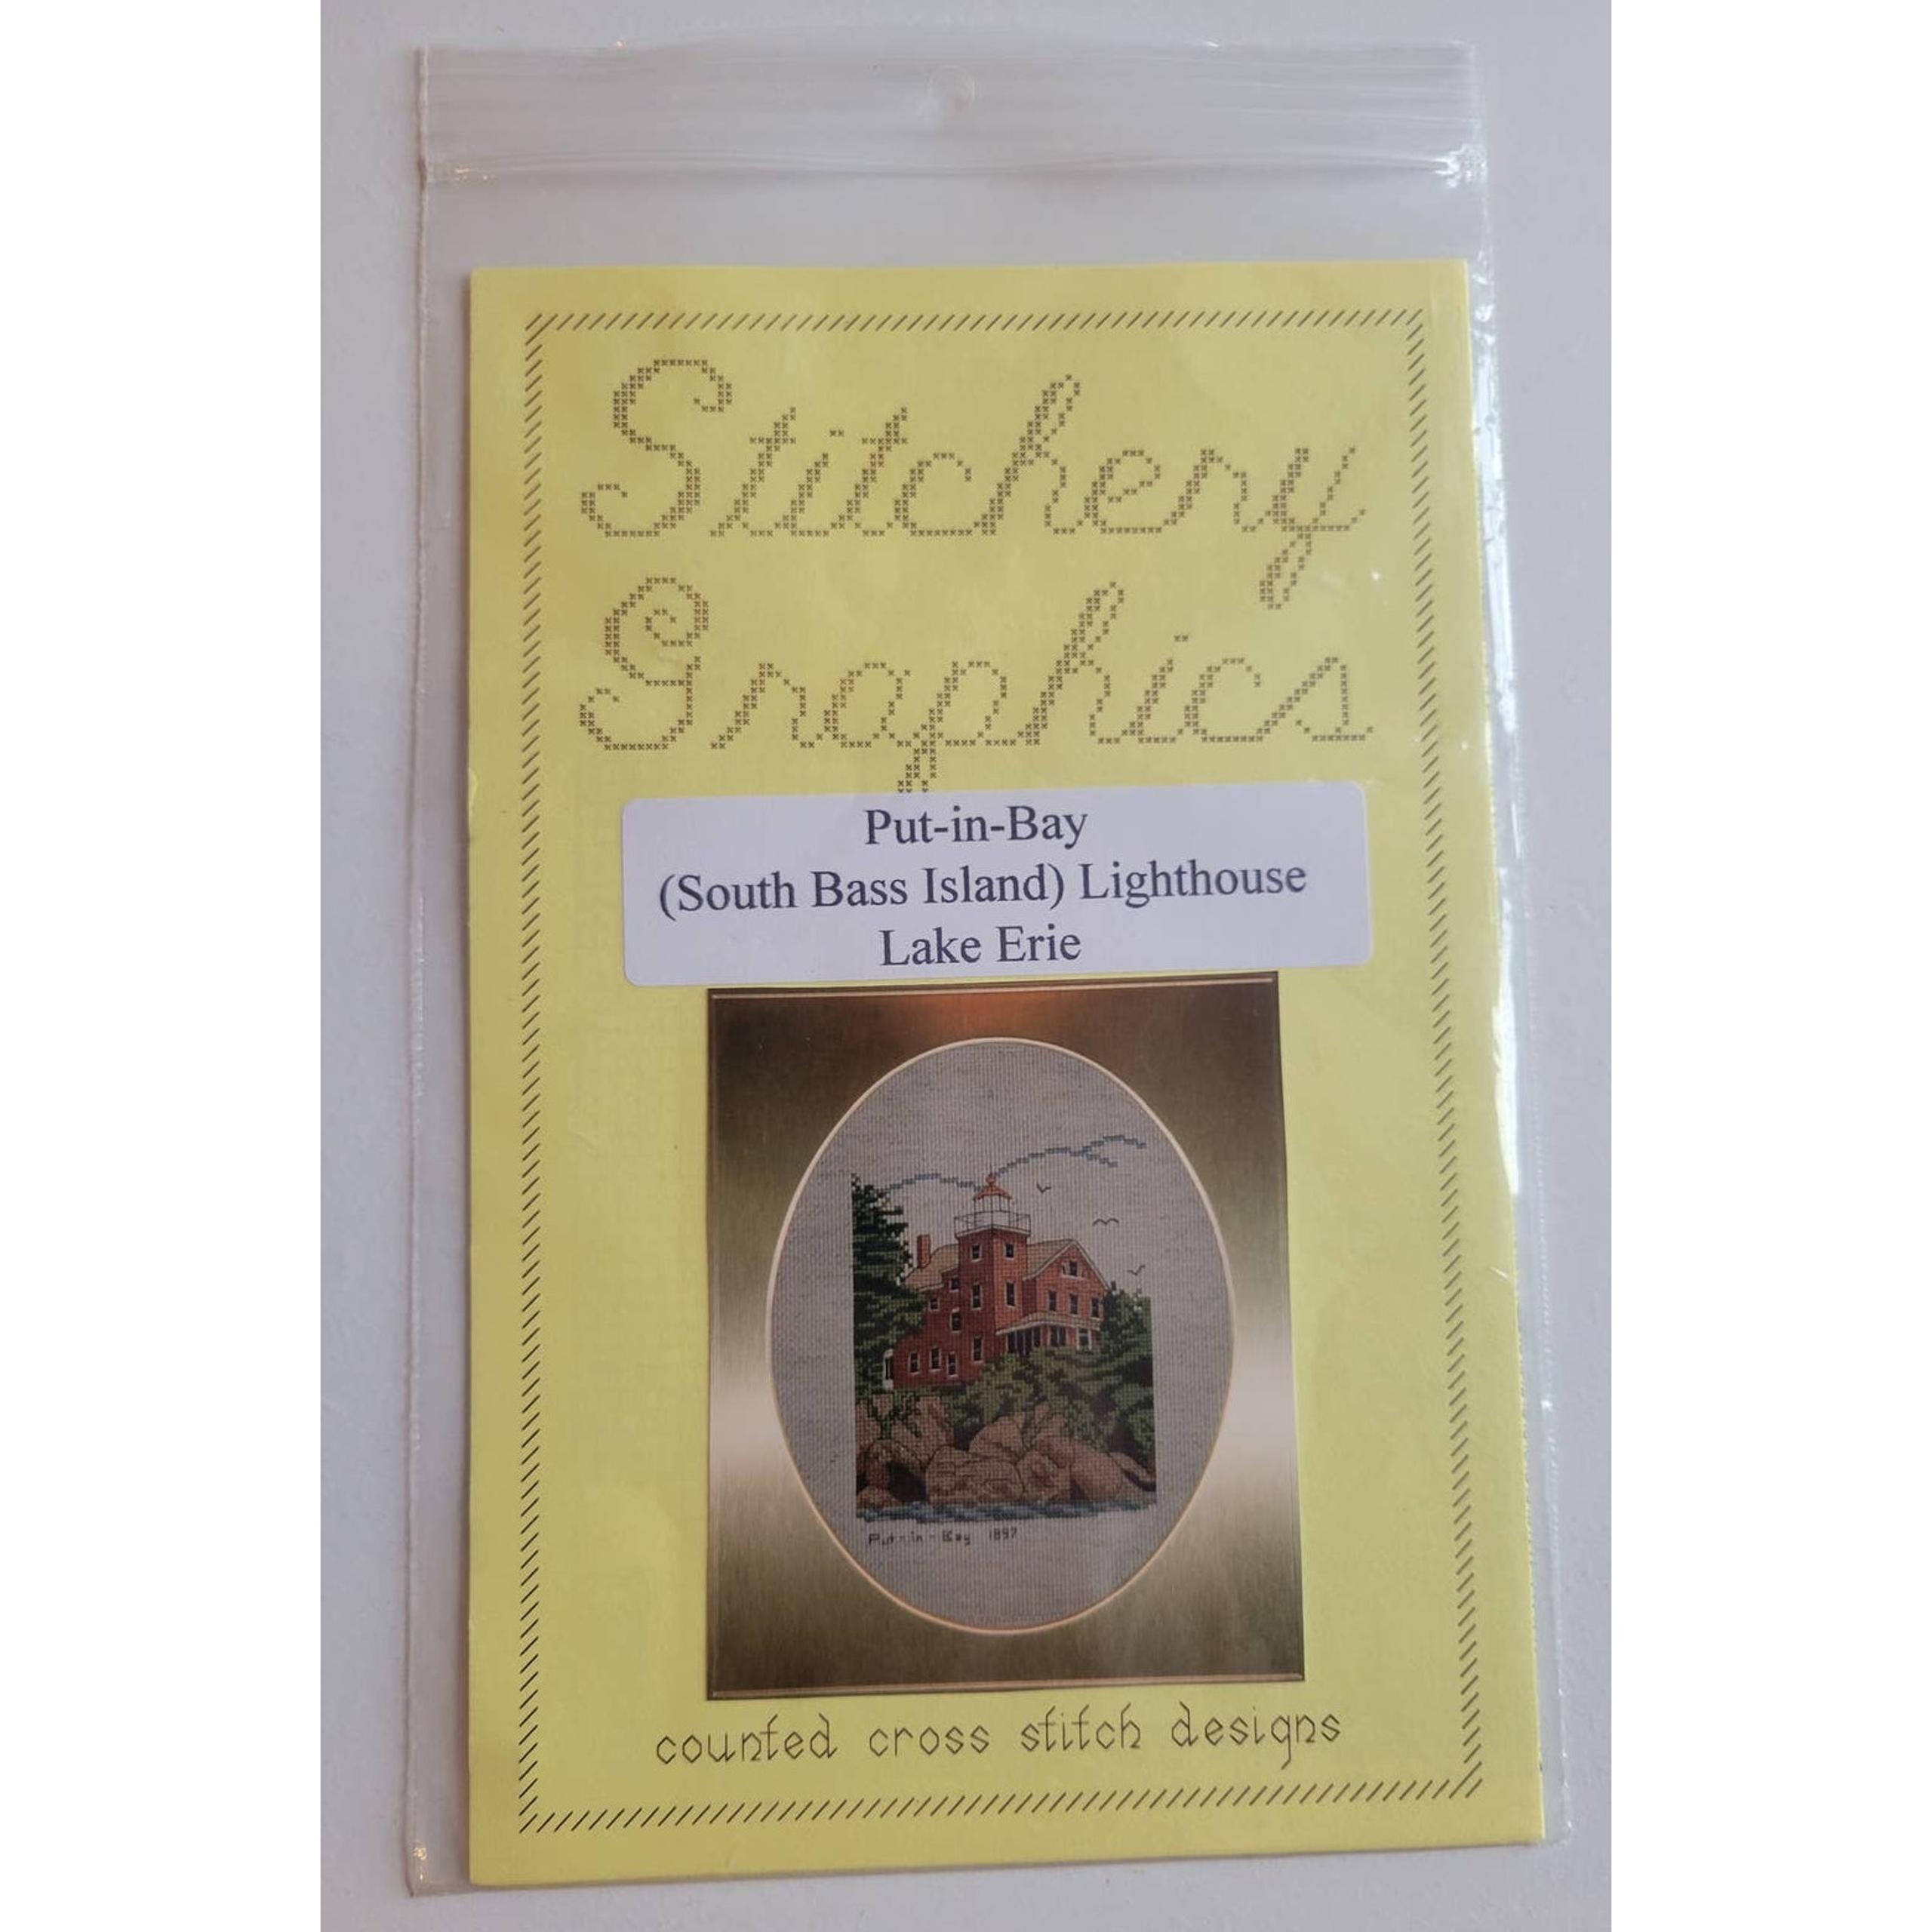 Stitchery
Graphics
Put-in-Bay
(South Bass Island) Lighthouse
Lake Erie
Put-in-Bay 1897
counted cross stitch designs